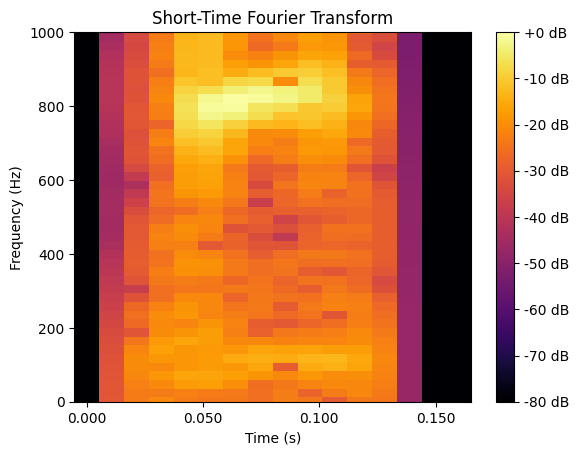 Short-Time Fourier Transform
Frequency (Hz)
1000
800
600
400
200
0
0.000
0.050
0.100
0.150
Time (s)
+0 dB
-10 dB
-20 dB
-30 dB
-40 dB
-50 dB
-60 dB
-70 dB
-80 dB